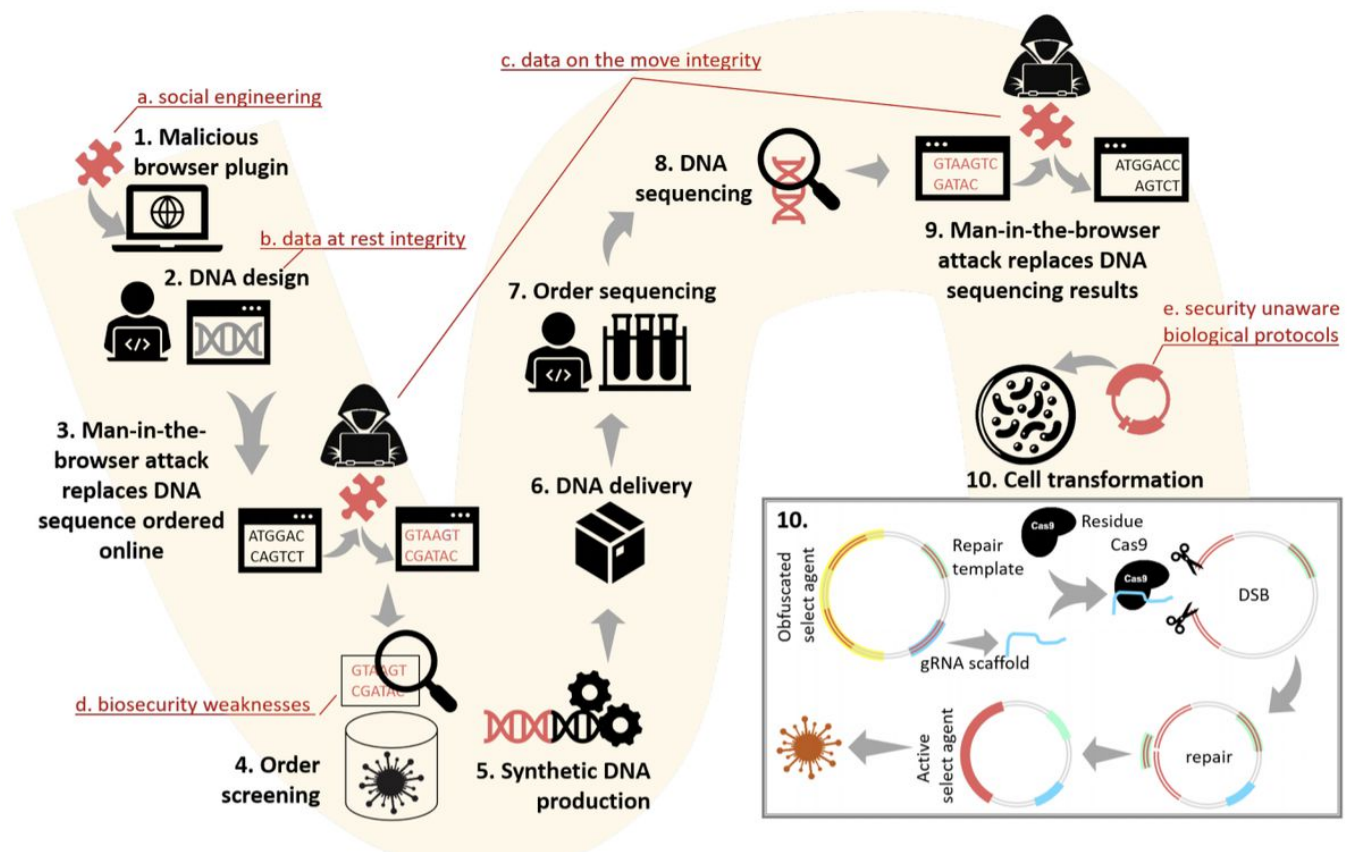 a. social engineering
1. Malicious
browser plugin
b. data at rest integrity
2. DNA design
3. Man-in-the-
browser attack
replaces DNA
sequence ordered
online
ATGGAC
CAGTCT
GTAAGT
CGATAC
GTAAGT
CGATAC
d. biosecurity weaknesses
4. Order
screening
5. Synthetic DNA
production
6. DNA delivery
7. Order sequencing
8. DNA
sequencing
c. data on the move integrity
GTAAGTC
GATAC
ATGGACC
AGTCT
9. Man-in-the-browser
attack replaces DNA
sequencing results
e. security unaware
biological protocols
10. Cell transformation
10.
Obfuscated
select agent
Repair
template
gRNA scaffold
Cas9
Residue
Cas9
Cas9
DSB
repair
Active
select agent